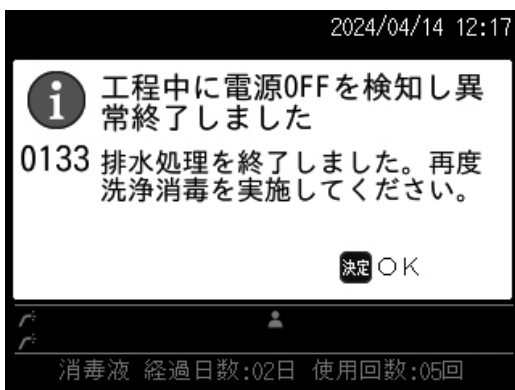 2024/04/14 12:17
工程中に電源OFFを検知し異
常終了しました
0133 排水処理を終了しました。再度
洗浄消毒を実施してください。
決定 OK
消毒液 経過日数:02日 使用回数:05回